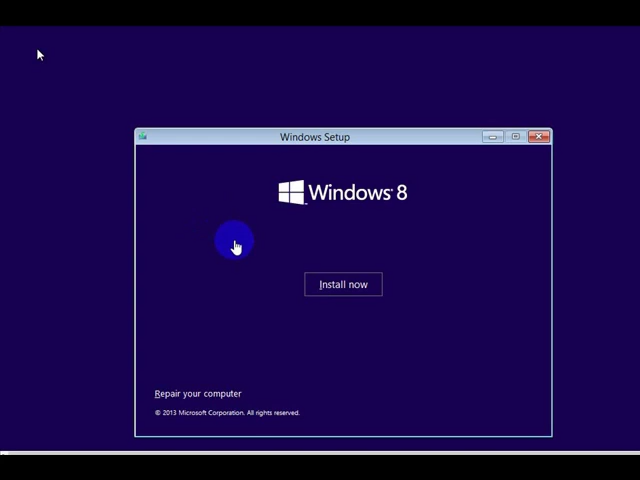 Windows Setup
Windows 8
Install now
Repair your computer
© 2013 Microsoft Corporation. All rights reserved.